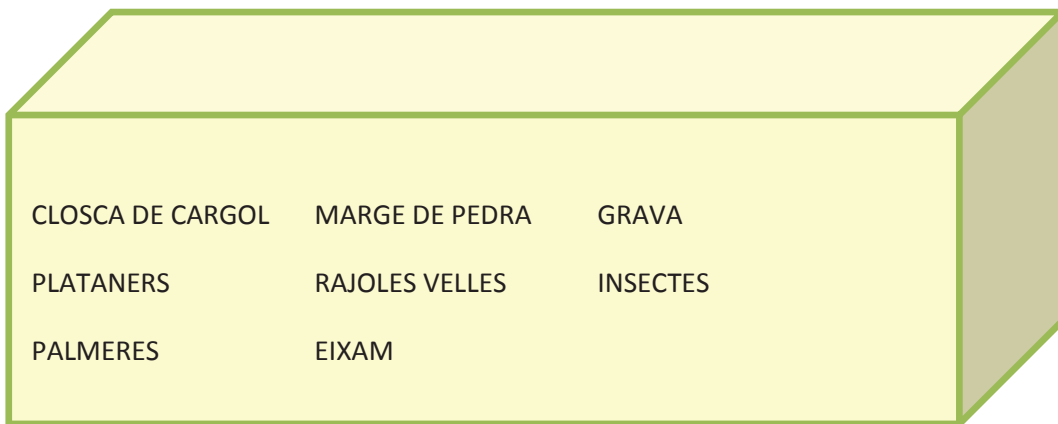 CLOSCA DE CARGOL MARGE DE PEDRA GRAVA
PLATANERS RAJOLES VELLES INSECTES
PALMERES EIXAM